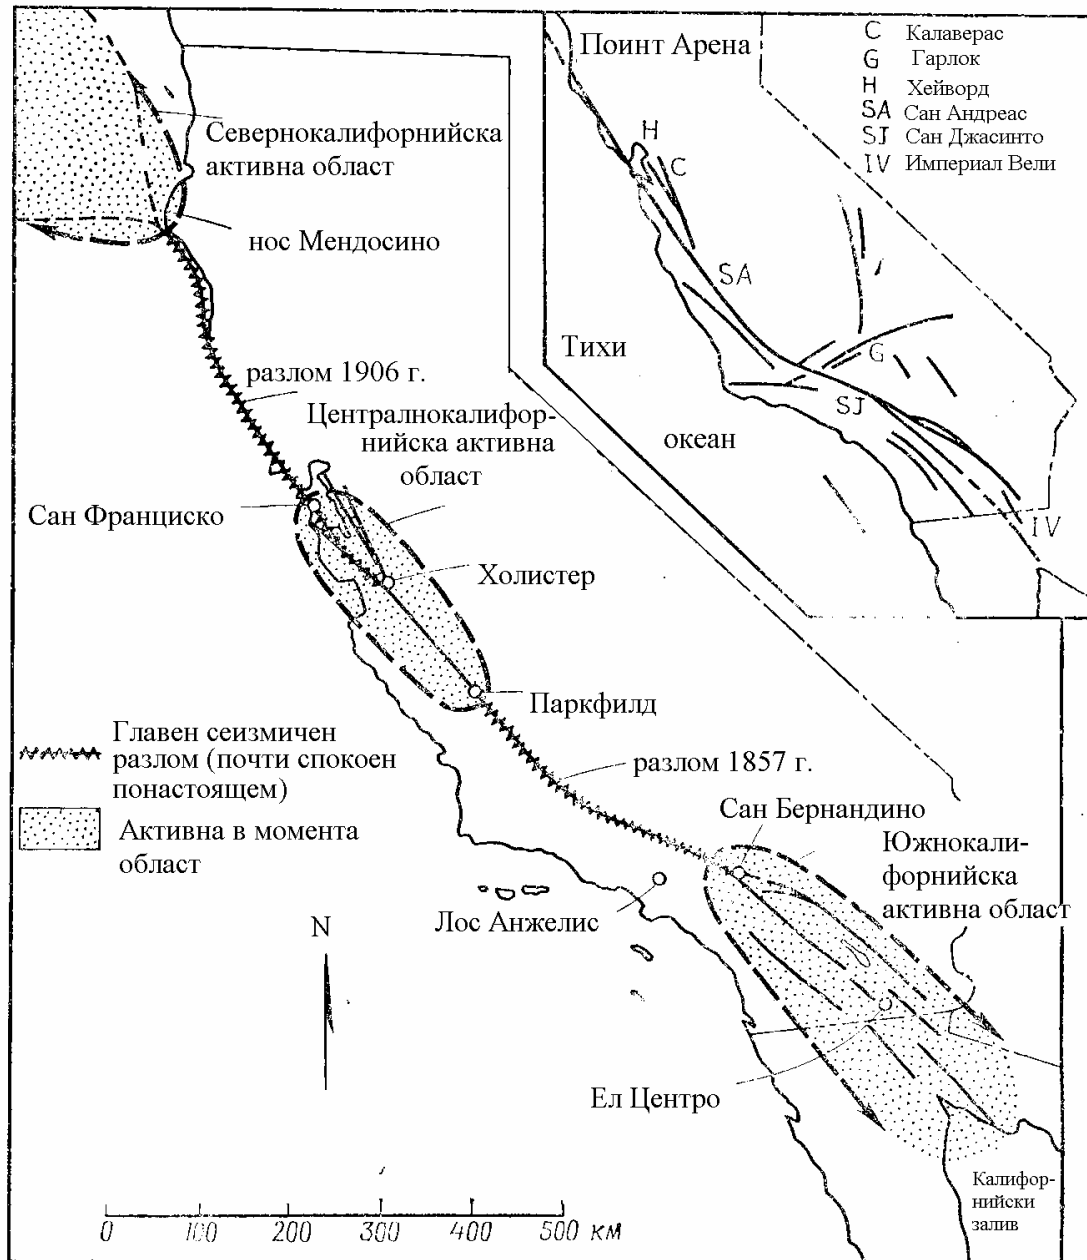 Поинт Арена
C Калаверас
G Гарлок
H Хейворд
SA Сан Андреас
SJ Сан Джасинто
IV Империал Вели
H
C
SA
G
SJ
IV
Тихи
океан
Севернокалифорнийска
активна област
нос Мендосино
разлом 1906 г.
Централнокалифор-
нийска активна
област
Сан Франциско
Холистер
Паркфилд
Главен сеизмичен
разлом (почти спокоен
понастоящем)
Активна в момента
област
разлом 1857 г.
Сан Бернандино
Южнокали-
форнийска
активна област
Лос Анжелис
N
Ел Центро
Калифор-
нийски
залив
0 100 200 300 400 500 км